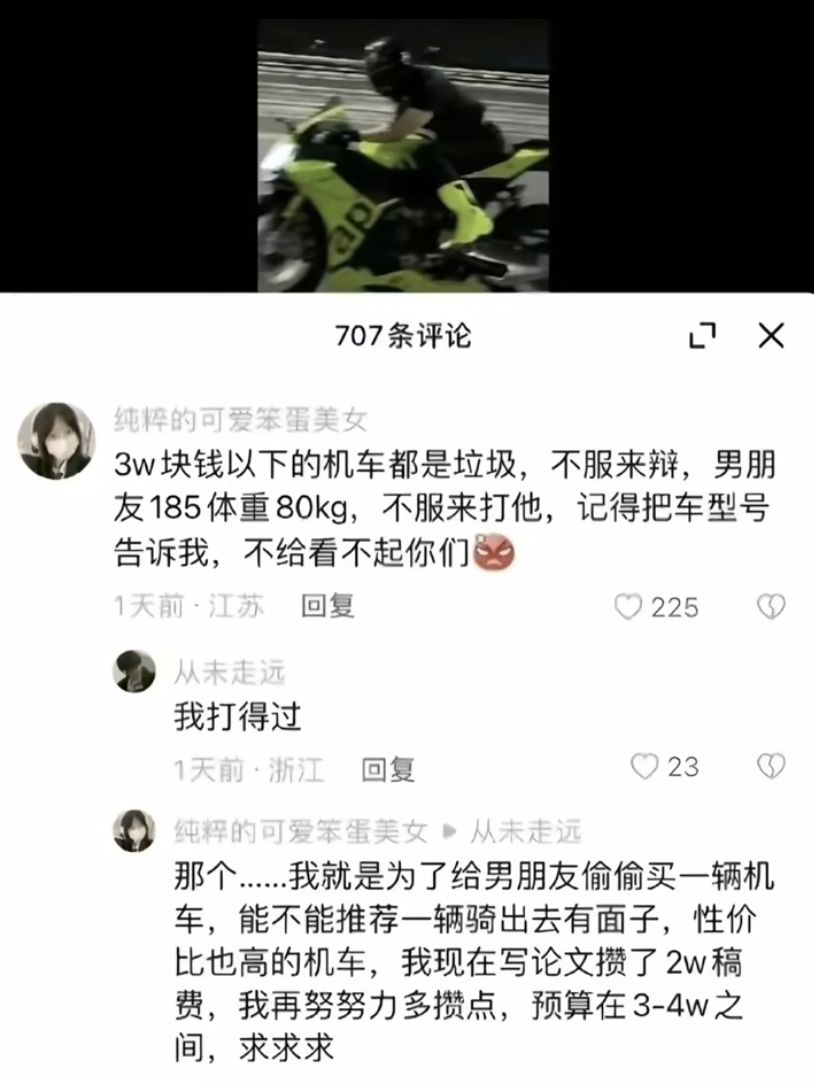 ap
707条评论
纯粹的可爱笨蛋美女
3w块钱以下的机车都是垃圾，不服来辩，男朋
友185体重80kg，不服来打他，记得把车型号
告诉我，不给看不起你们
1天前·江苏 回复 225
从未走远
我打得过
1天前·浙江 回复 23
纯粹的可爱笨蛋美女 ▶ 从未走远
那个......我就是为了给男朋友偷偷买一辆机
车，能不能推荐一辆骑出去有面子，性价
比也高的机车，我现在写论文攒了2w稿
费，我再努努力多攒点，预算在3-4w之
间，求求求